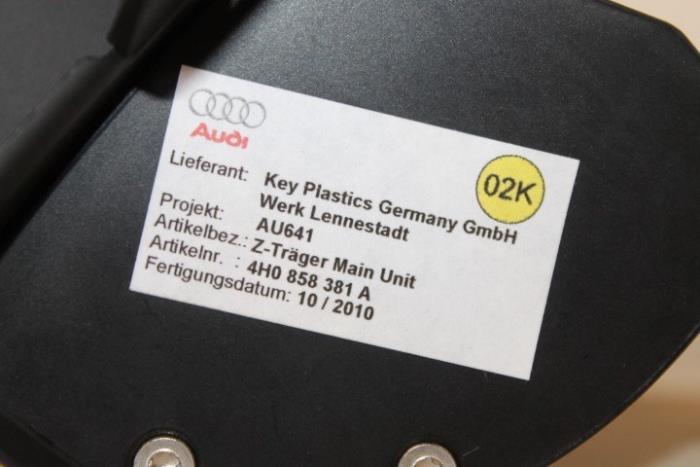 Audi
02K
Lieferant: Key Plastics Germany GmbH
Werk Lennestadt
Projekt: AU641
Artikelbez.: Z-Träger Main Unit
Artikelnr. : 4H0 858 381 A
Fertigungsdatum: 10 / 2010